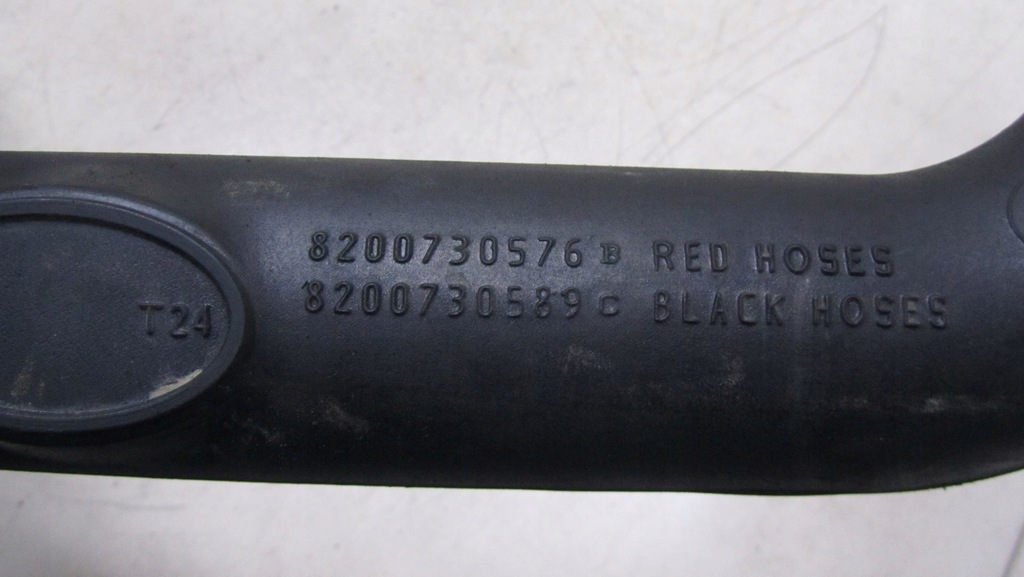 8200730576 B RED HOSES
8200730589 C BLACK HOSES
T24